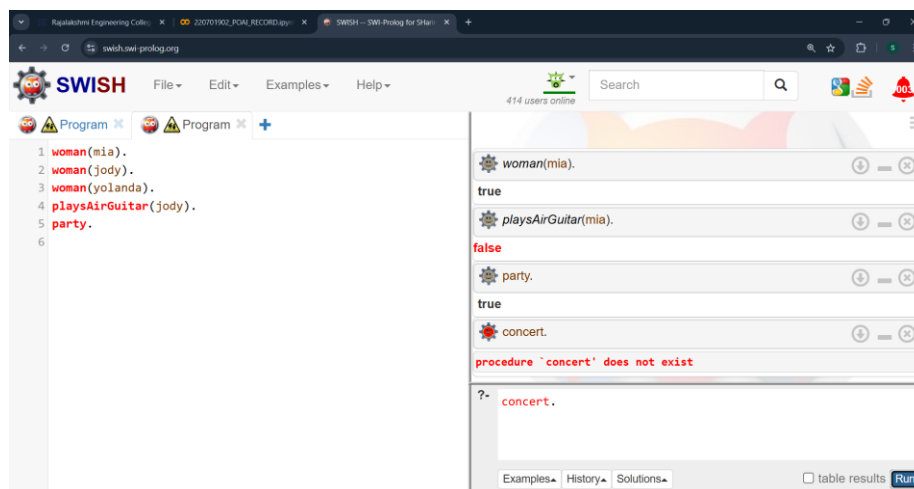 Rajalakshmi Engineering Colleg
220701902_POAI_RECORD.ipyn
SWISH -- SWI-Prolog for SHari
swish.swi-prolog.org
SWISH
File
Edit
Examples
Help
414 users online
Search
Program
Program
1 woman(mia).
2 woman(jody).
3 woman(yolanda).
4 playsAirGuitar(jody).
5 party.
6
woman(mia).
true
playsAirGuitar(mia).
false
party.
true
concert.
procedure `concert' does not exist
?- concert.
Examples History Solutions
table results Run